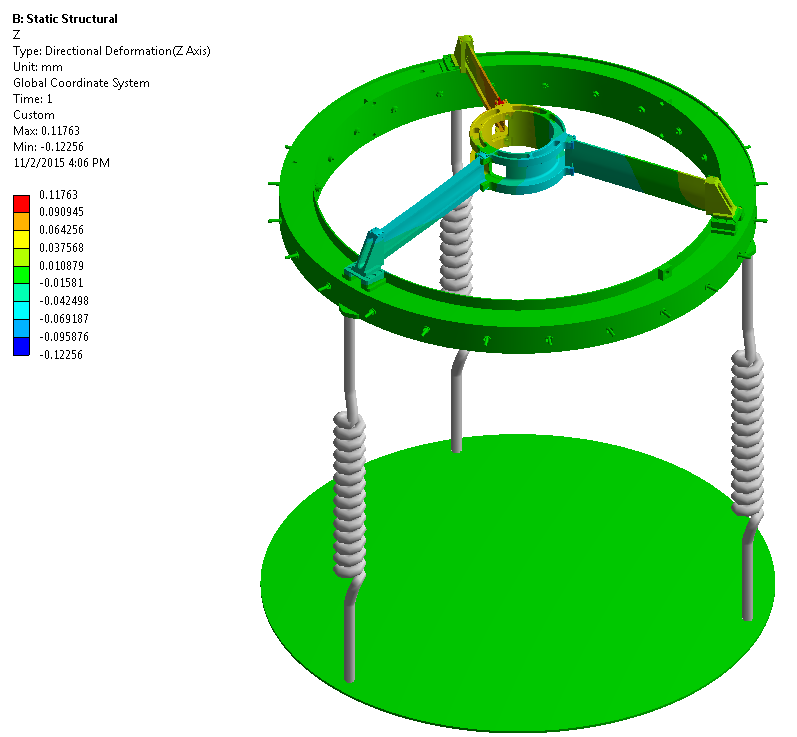 B: Static Structural
Z
Type: Directional Deformation(Z Axis)
Unit: mm
Global Coordinate System
Time: 1
Custom
Max: 0.11763
Min: -0.12256
11/2/2015 4:06 PM
0.11763
0.090945
0.064256
0.037568
0.010879
-0.01581
-0.042498
-0.069187
-0.095876
-0.12256